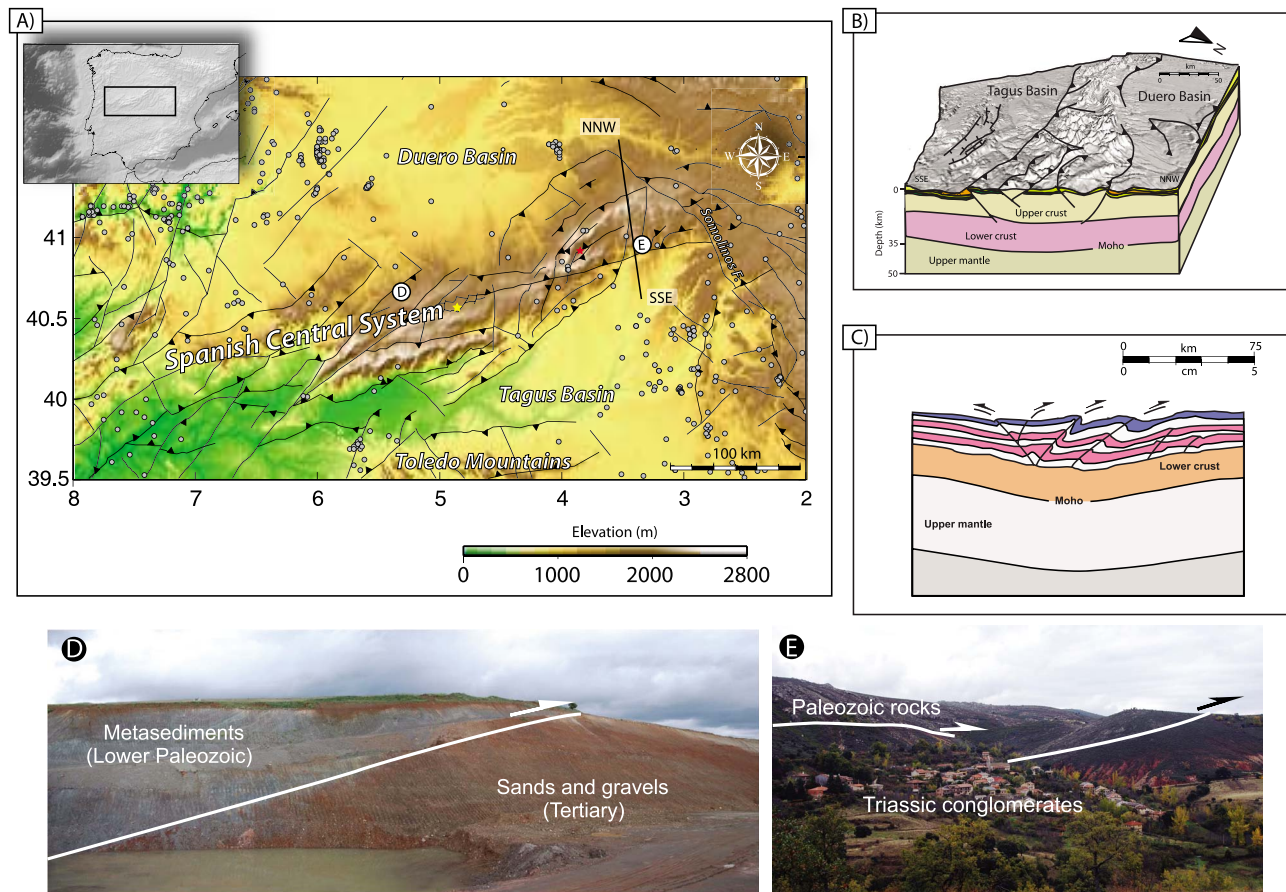 A)
B)
NNW
Duero Basin
N
W
E
S
Somolinos F.
41
E
D
SSE
40.5
Spanish Central System
40
Tagus Basin
Toledo Mountains
100 km
39.5
8
7
6
5
4
3
2
Elevation (m)
0
1000
2000
2800
N
km
0
50
Tagus Basin
Duero Basin
SSE
NNW
0
Upper crust
Lower crust
Moho
35
Upper mantle
50
Depth (km)
C)
km
0
75
0
5
cm
Lower crust
Moho
Upper mantle
D
Metasediments
(Lower Paleozoic)
Sands and gravels
(Tertiary)
E
Paleozoic rocks
Triassic conglomerates